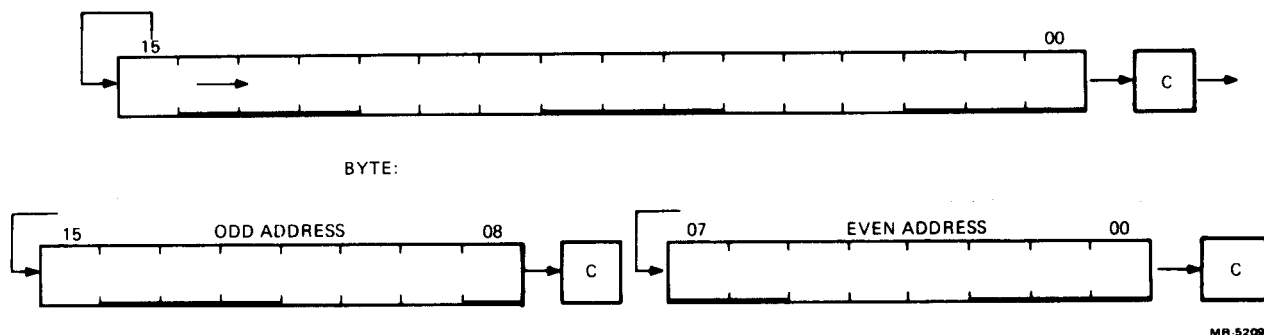 15 00
C
BYTE:
15 ODD ADDRESS 08 07 EVEN ADDRESS 00
C C
MR-5209